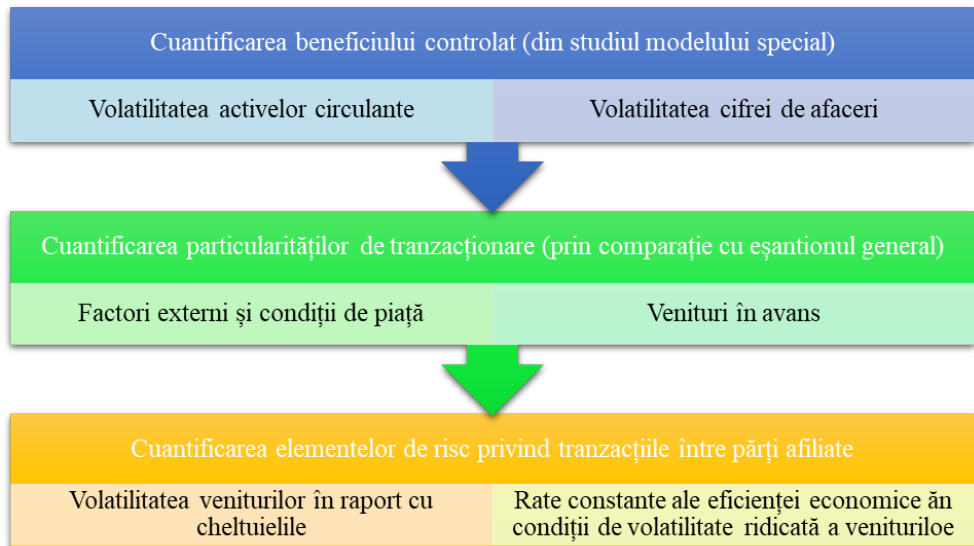 Cuantificarea beneficiului controlat (din studiul modelului special)
Volatilitatea activelor circulante
Volatilitatea cifrei de afaceri
Cuantificarea particularităților de tranzacționare (prin comparație cu eșantionul general)
Factori externi și condiții de piață
Venituri în avans
Cuantificarea elementelor de risc privind tranzacțiile între părți afiliate
Volatilitatea veniturilor în raport cu
cheltuielile
Rate constante ale eficienței economice ăn
condiții de volatilitate ridicată a venituriloe